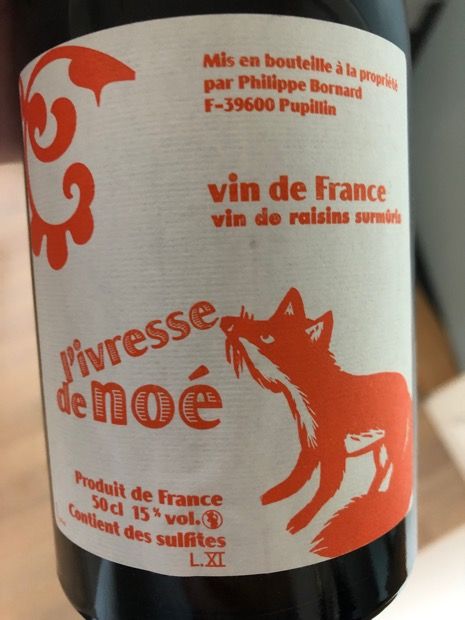 Mis en bouteille à la propriété
par Philippe Bornard
F-39600 Pupillin
vin de France
vin de raisins surmûris
l'ivresse
de noé
Produit de France
50 cl 15 % vol.
Contient des sulfites
L.XI